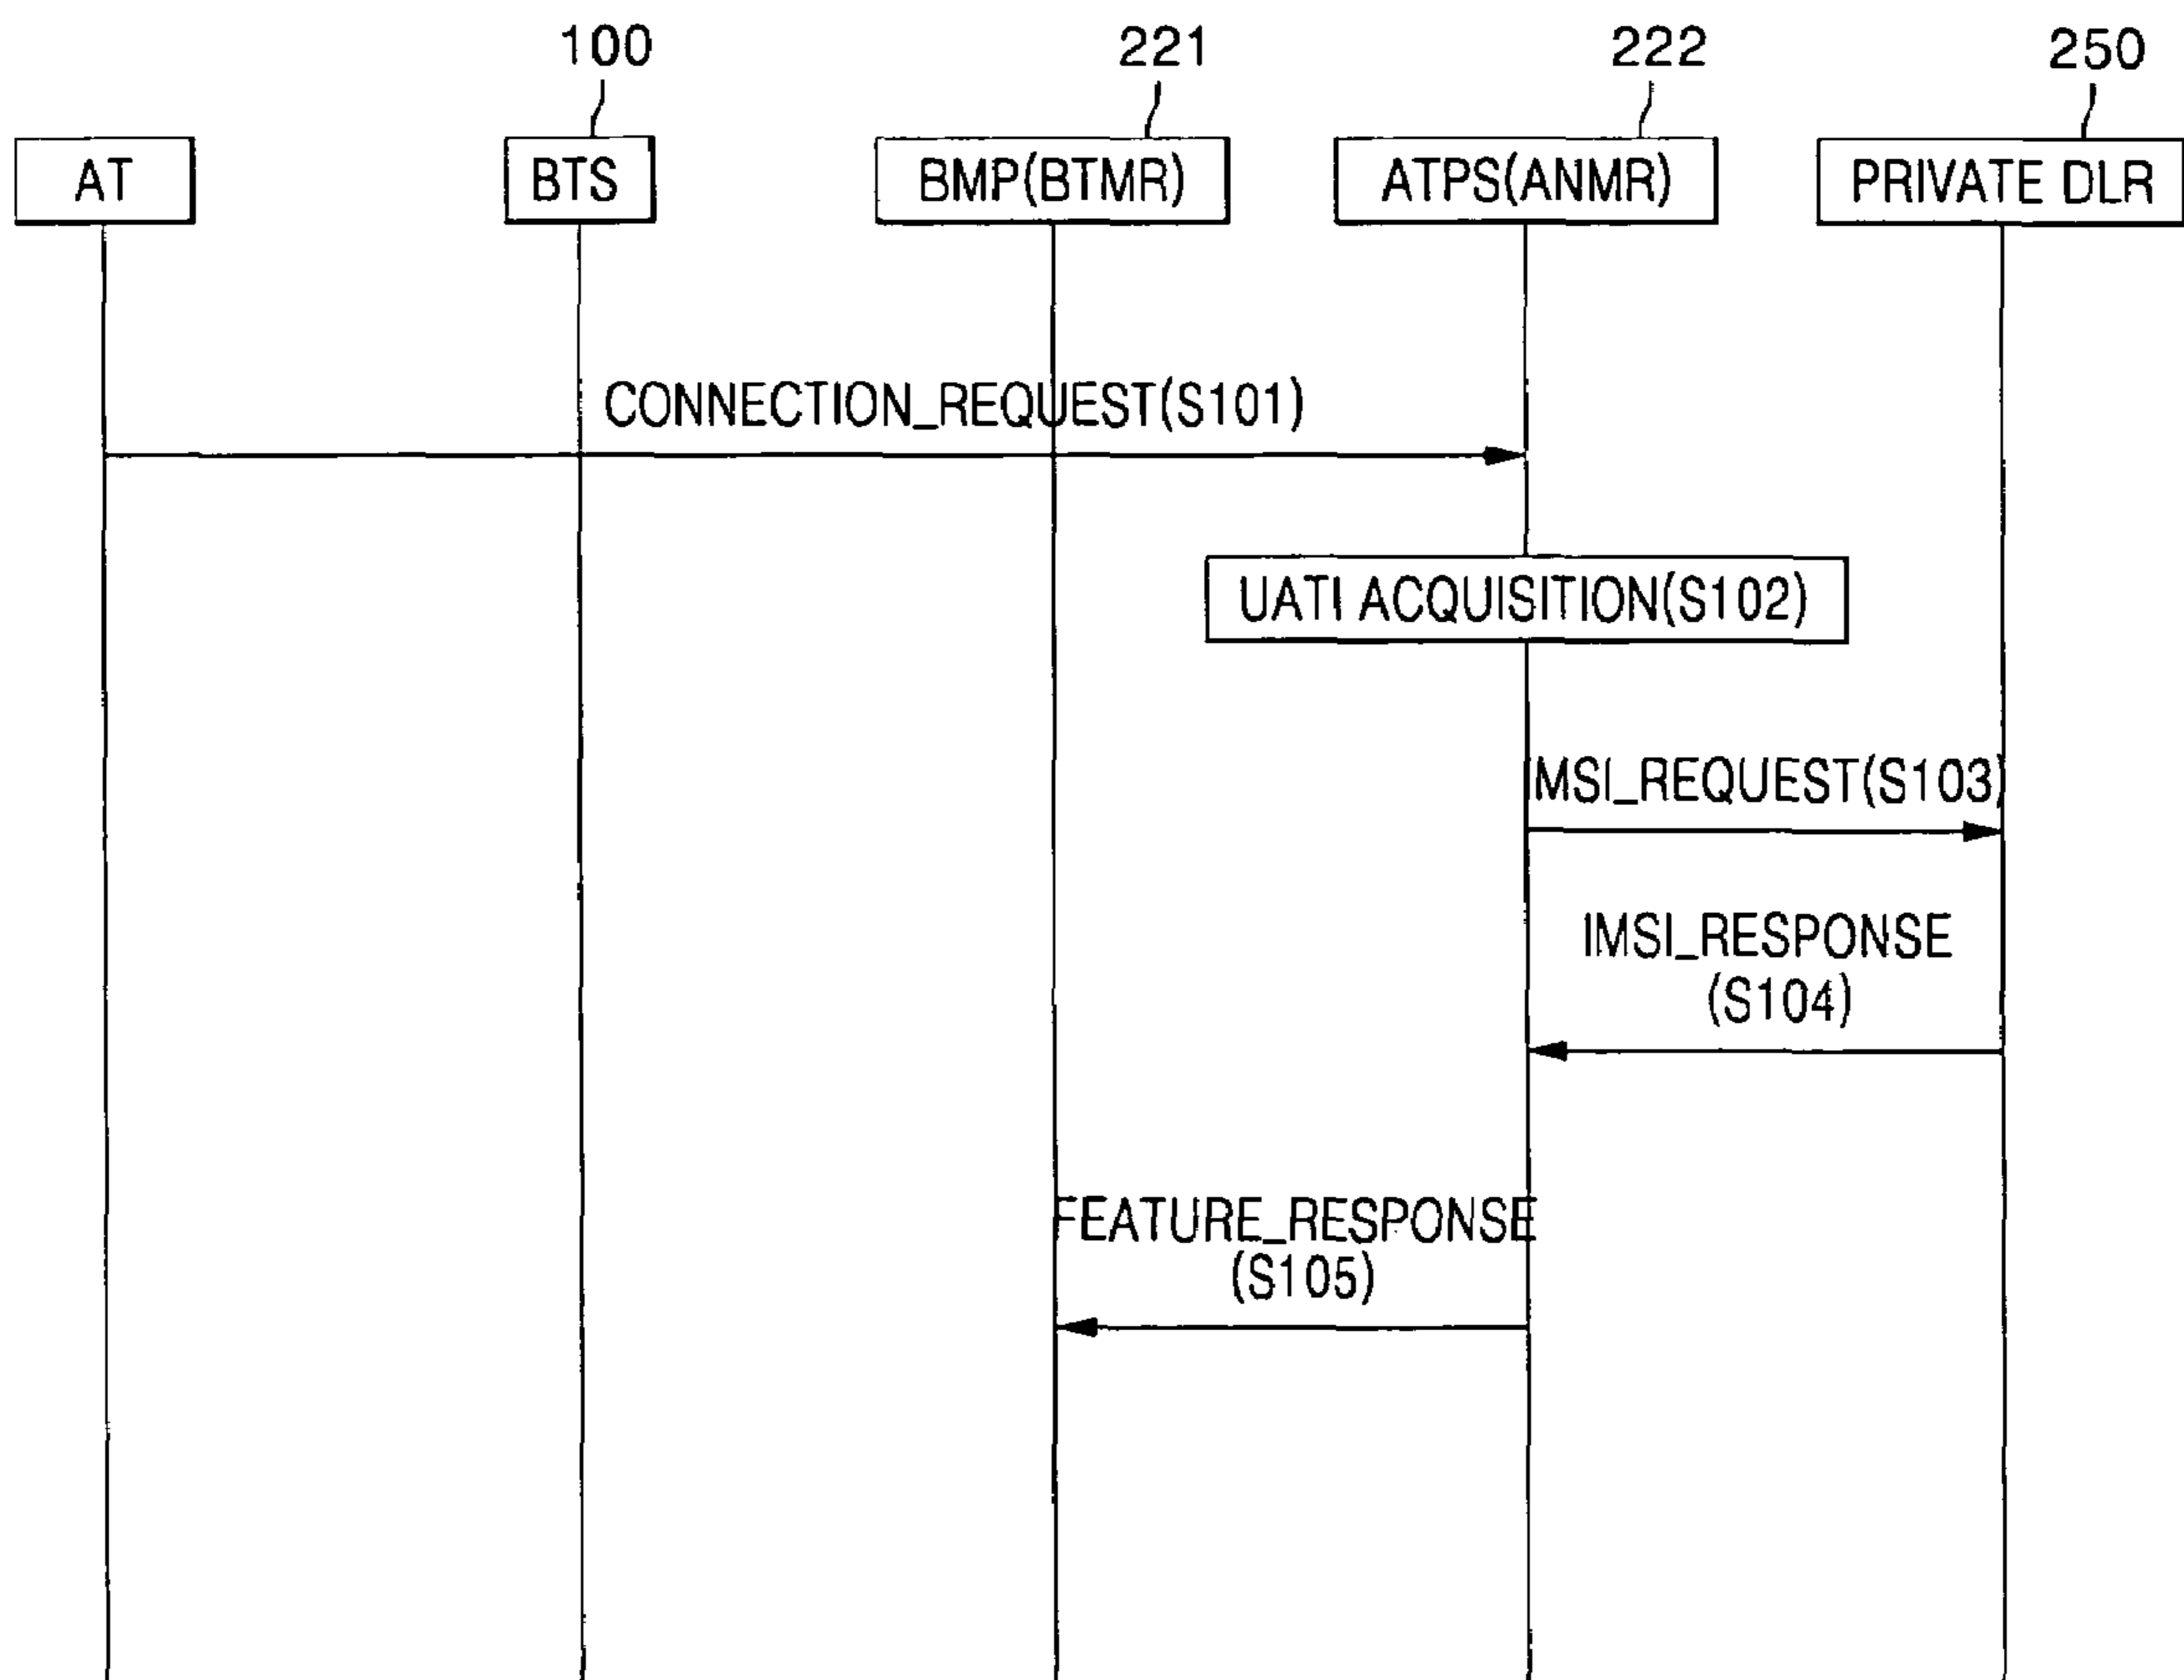 100
221
222
250
AT
BTS
BMP(BTMR)
ATPS(ANMR)
PRIVATE DLR
CONNECTION_REQUEST(S101)
UATI ACQUISITION(S102)
IMSI_REQUEST(S103)
IMSI_RESPONSE
(S104)
FEATURE_RESPONSE
(S105)